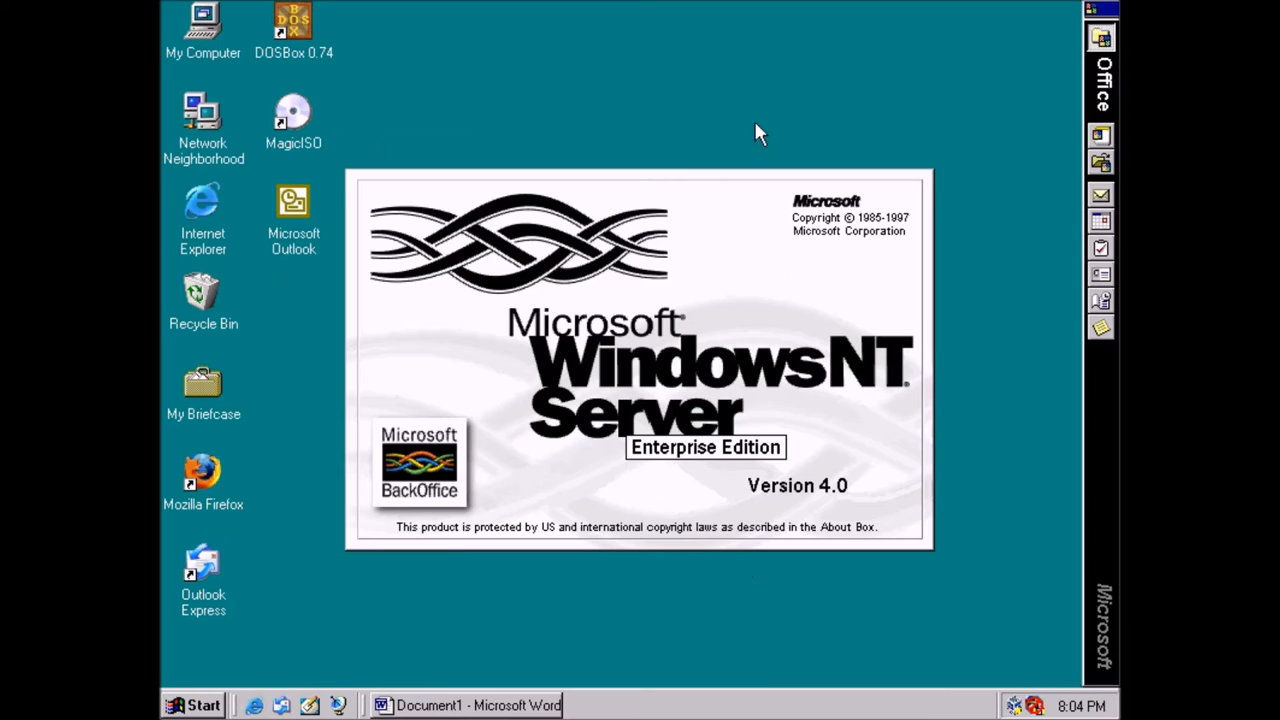 My Computer
DOSBox 0.74
Network
Neighborhood
MagicISO
Internet
Explorer
Microsoft
Outlook
Recycle Bin
My Briefcase
Mozilla Firefox
Outlook
Express
Microsoft
Copyright © 1985-1997
Microsoft Corporation
Microsoft®
Windows NT®
Server
Enterprise Edition
Version 4.0
Microsoft
BackOffice
This product is protected by US and international copyright laws as described in the About Box.
Office
Microsoft
Start
Document1 - Microsoft Word
8:04 PM